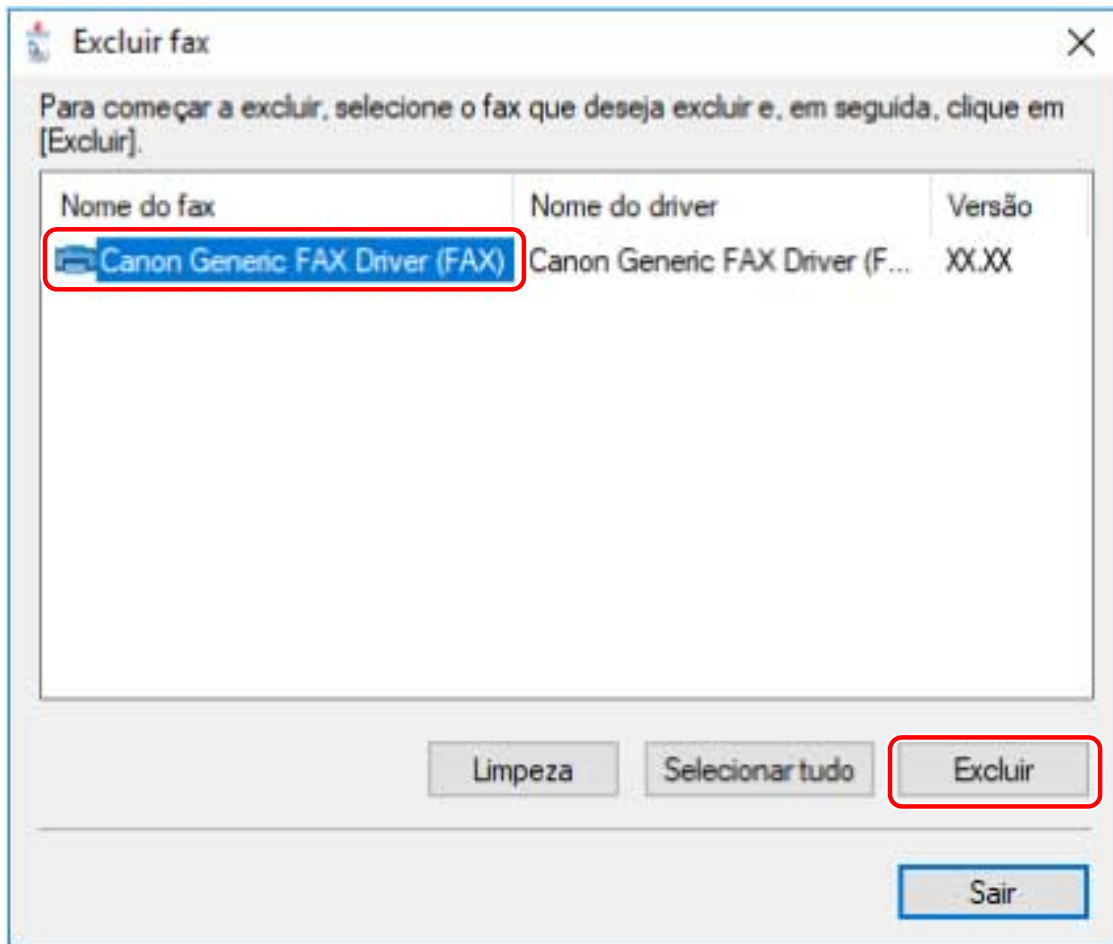 Excluir fax
Para começar a excluir, selecione o fax que deseja excluir e, em seguida, clique em
[Excluir].
Nome do fax Nome do driver Versão
Canon Generic FAX Driver (FAX) Canon Generic FAX Driver (F... XX.XX
Limpeza Selecionar tudo Excluir
Sair